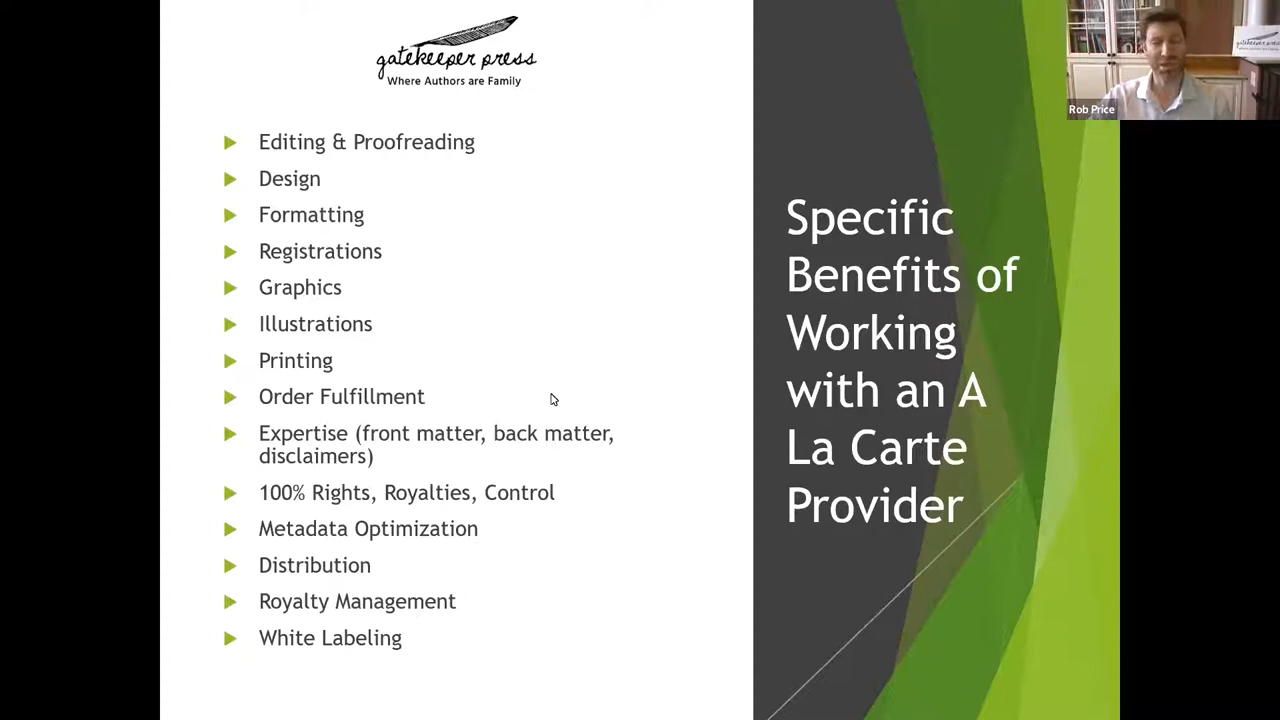 gatekeeper press
Where Authors are Family
Editing & Proofreading
Design
Formatting
Registrations
Graphics
Illustrations
Printing
Order Fulfillment
Expertise (front matter, back matter,
disclaimers)
100% Rights, Royalties, Control
Metadata Optimization
Distribution
Royalty Management
White Labeling
Specific
Benefits of
Working
with an A
La Carte
Provider
Rob Price
gatekeeper press